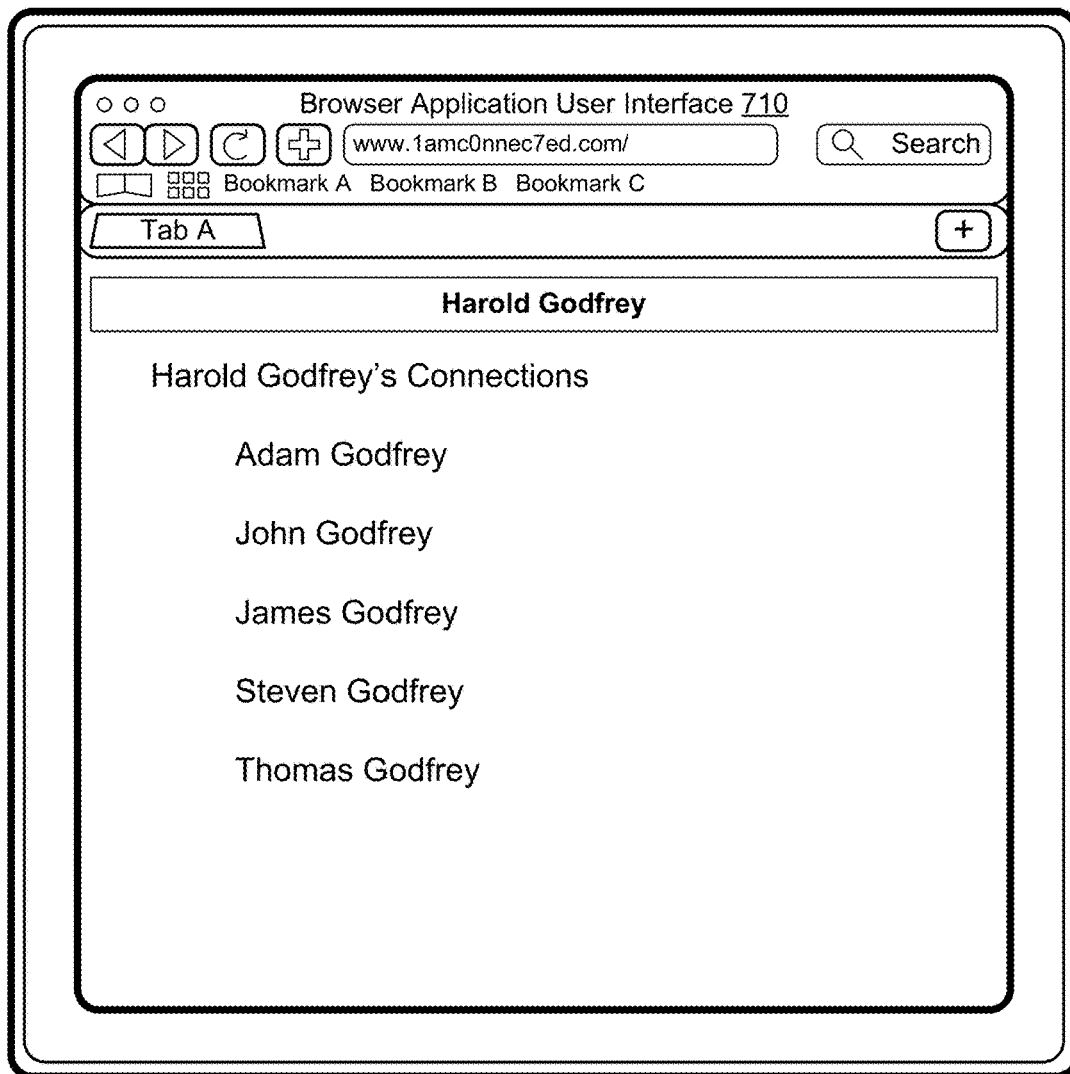 Browser Application User Interface 710
www.1amc0nnec7ed.com/
Search
Bookmark A Bookmark B Bookmark C
Tab A
+
Harold Godfrey
Harold Godfrey’s Connections
Adam Godfrey
John Godfrey
James Godfrey
Steven Godfrey
Thomas Godfrey